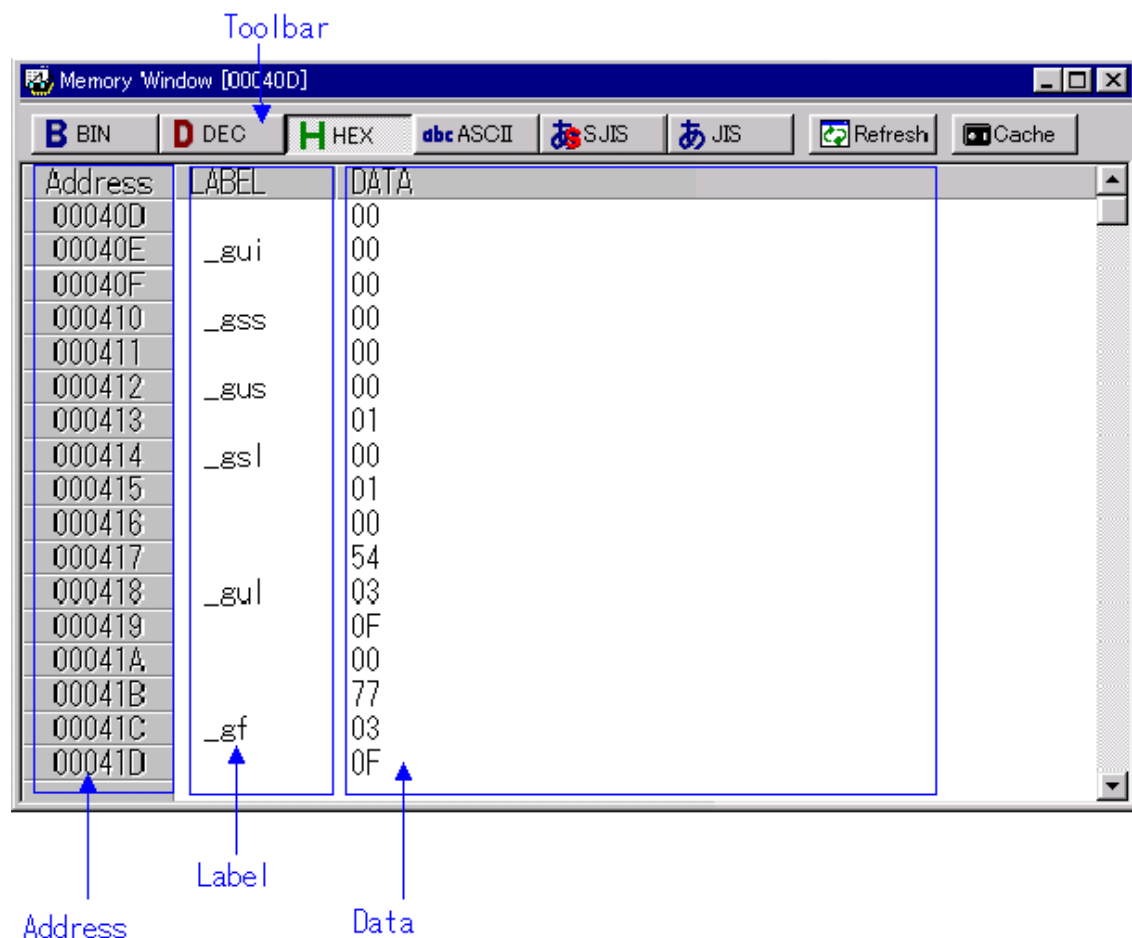 Toolbar
Memory Window [00040D]
B BIN D DEC H HEX abc ASCII あs SJIS あ JIS Refresh Cache
Address LABEL DATA
00040D 00
00040E _gui 00
00040F 00
000410 _gss 00
000411 00
000412 _gus 00
000413 01
000414 _gsl 00
000415 01
000416 00
000417 54
000418 _gul 03
000419 0F
00041A 00
00041B 77
00041C _gf 03
00041D 0F
Label
Address Data